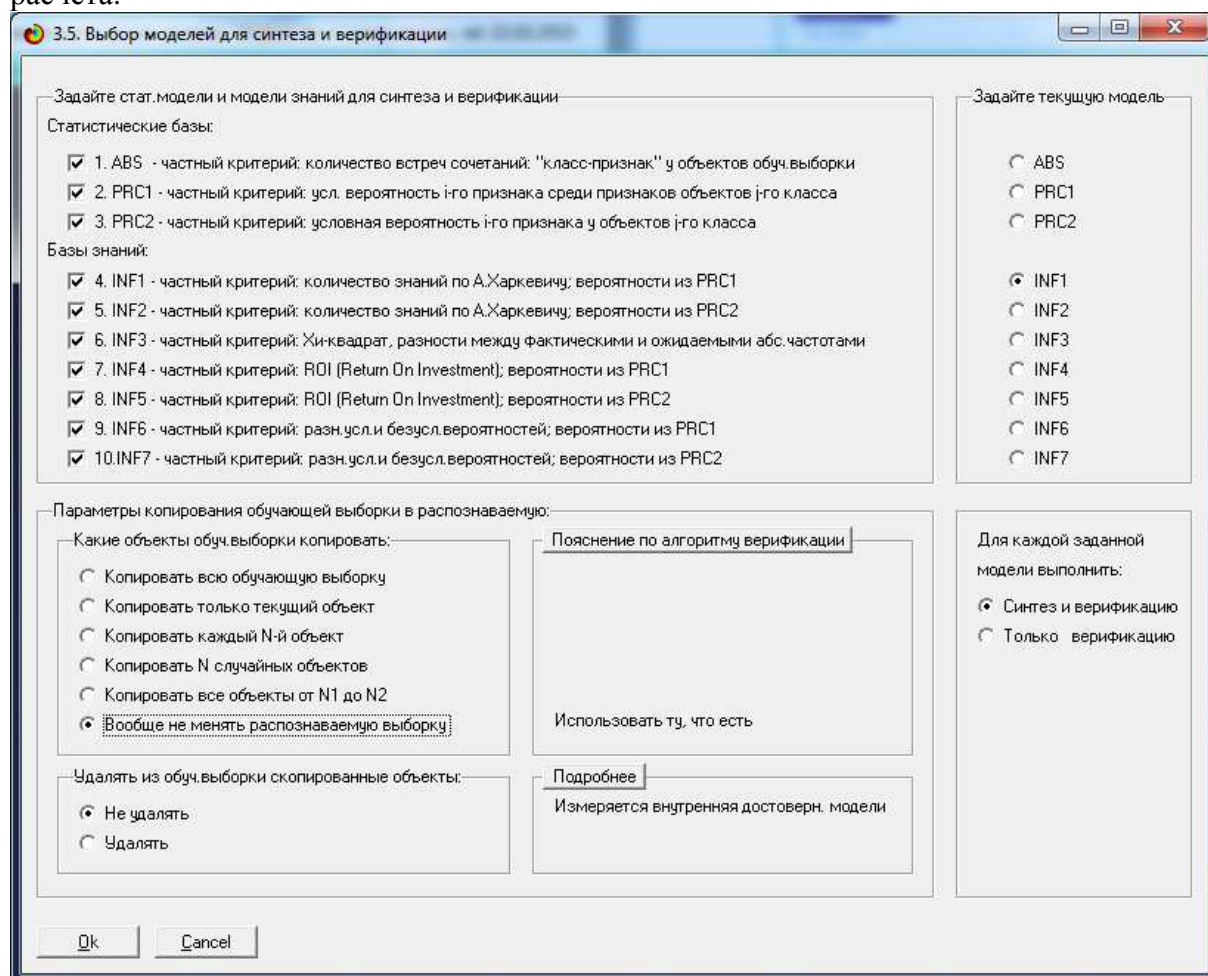 расчета.
3.5. Выбор моделей для синтеза и верификации
Задайте стат.модели и модели знаний для синтеза и верификации
Статистические базы:
1. ABS - частный критерий: количество встреч сочетаний: "класс-признак" у объектов обуч.выборки
2. PRC1 - частный критерий: усл. вероятность i-го признака среди признаков объектов j-го класса
3. PRC2 - частный критерий: условная вероятность i-го признака у объектов j-го класса
Базы знаний:
4. INF1 - частный критерий: количество знаний по А.Харкевичу; вероятности из PRC1
5. INF2 - частный критерий: количество знаний по А.Харкевичу; вероятности из PRC2
6. INF3 - частный критерий: Хи-квадрат, разности между фактическими и ожидаемыми абс.частотами
7. INF4 - частный критерий: ROI (Return On Investment); вероятности из PRC1
8. INF5 - частный критерий: ROI (Return On Investment); вероятности из PRC2
9. INF6 - частный критерий: разн.усл.и безусл.вероятностей; вероятности из PRC1
10.INF7 - частный критерий: разн.усл.и безусл.вероятностей; вероятности из PRC2
Задайте текущую модель
ABS
PRC1
PRC2
INF1
INF2
INF3
INF4
INF5
INF6
INF7
Параметры копирования обучающей выборки в распознаваемую:
Какие объекты обуч.выборки копировать:
Копировать всю обучающую выборку
Копировать только текущий объект
Копировать каждый N-й объект
Копировать N случайных объектов
Копировать все объекты от N1 до N2
Вообще не менять распознаваемую выборку
Пояснение по алгоритму верификации
Использовать ту, что есть
Удалять из обуч.выборки скопированные объекты:
Не удалять
Удалять
Подробнее
Измеряется внутренняя достоверн. модели
Для каждой заданной
модели выполнить:
Синтез и верификацию
Только верификацию
Ok
Cancel